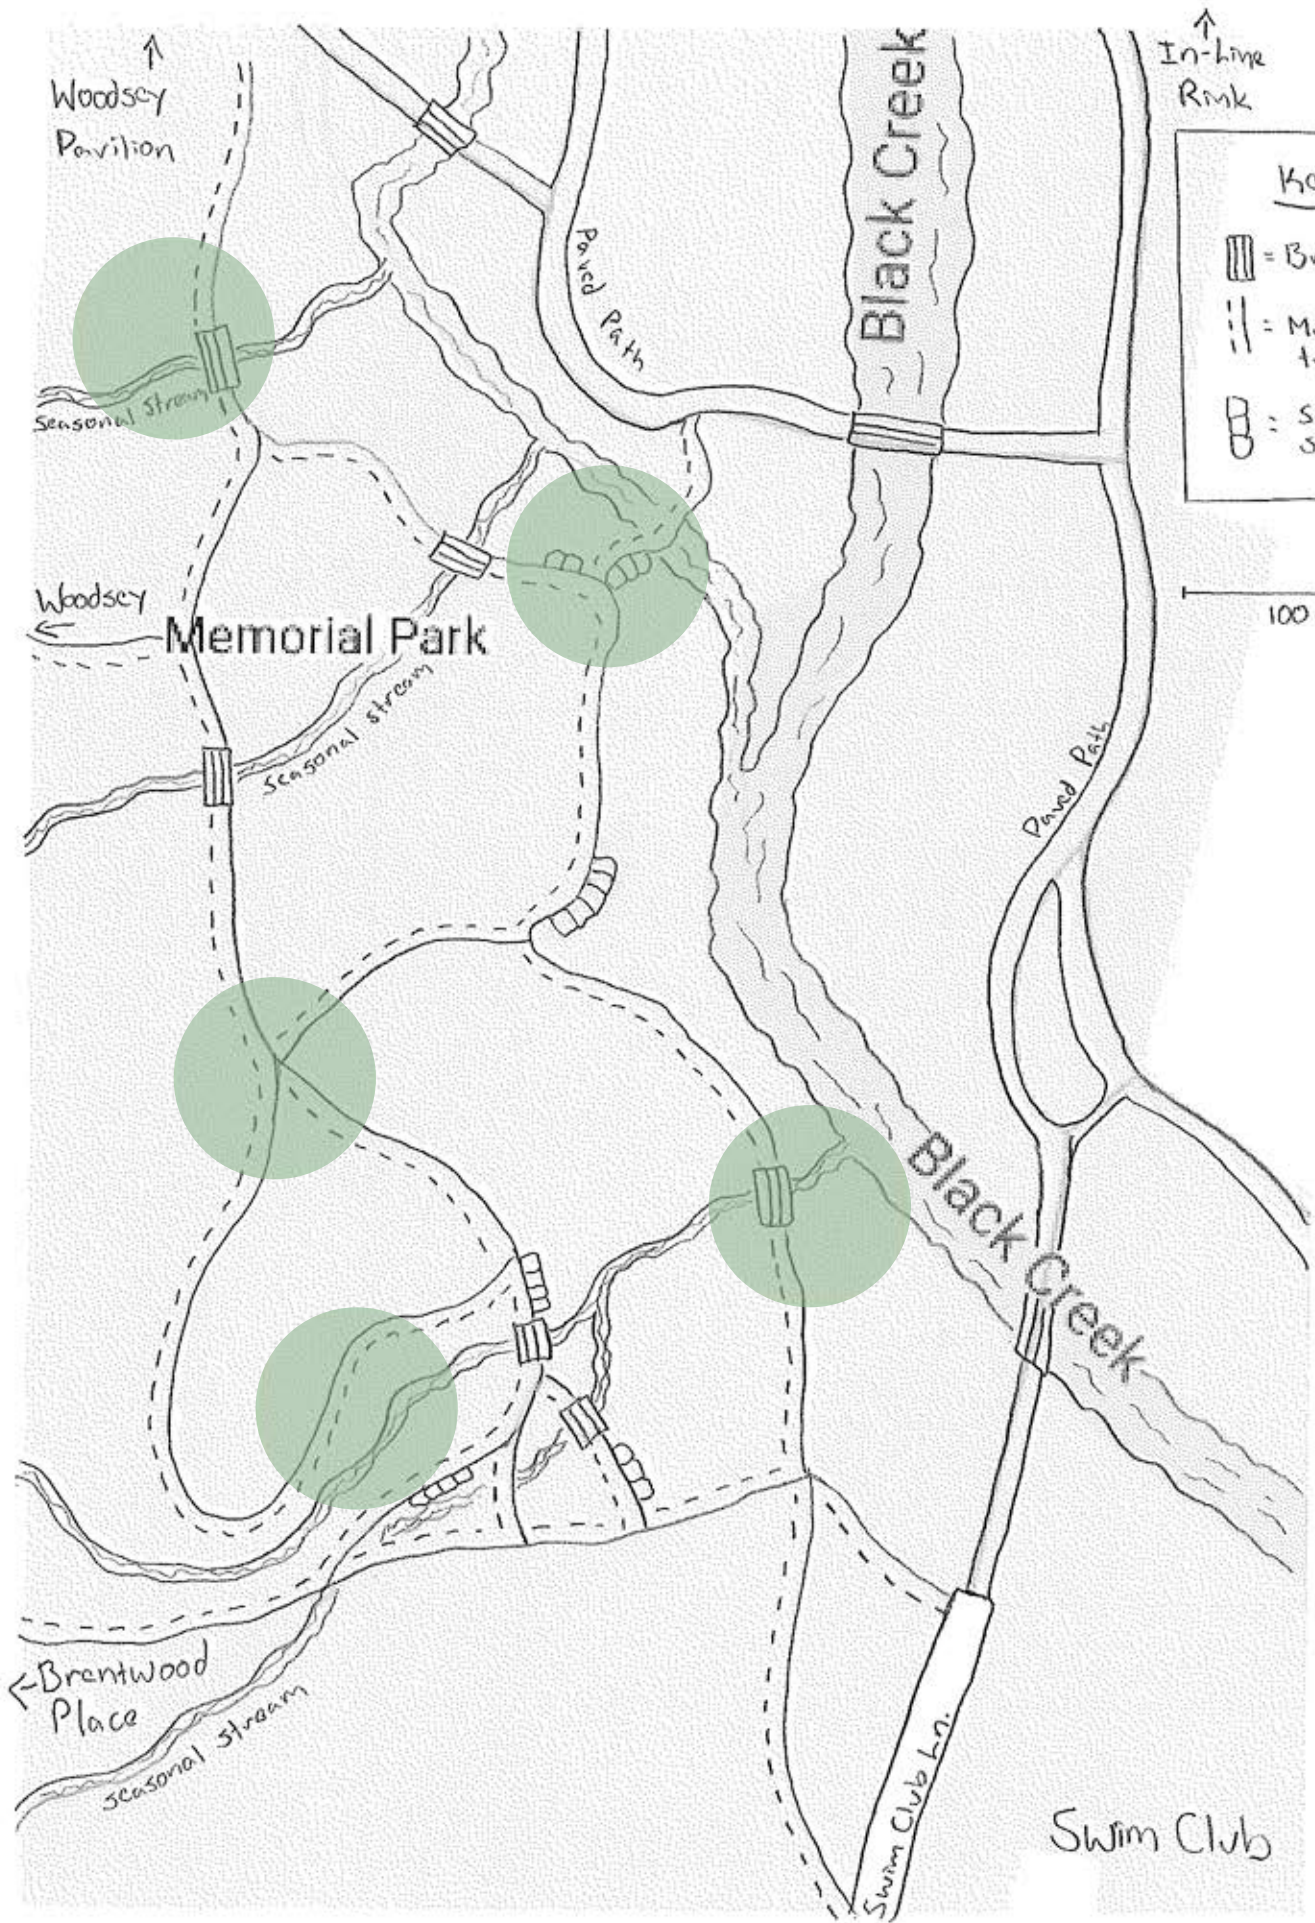 Woodsey
Pavilion
In-Line
Rink
Black Creek
Paved Path
= B
= M
t
= S
S
seasonal stream
100
Woodsey
Memorial Park
seasonal stream
Paved Path
Black Creek
Brentwood
Place
seasonal stream
Swim Club Ln.
Swim Club